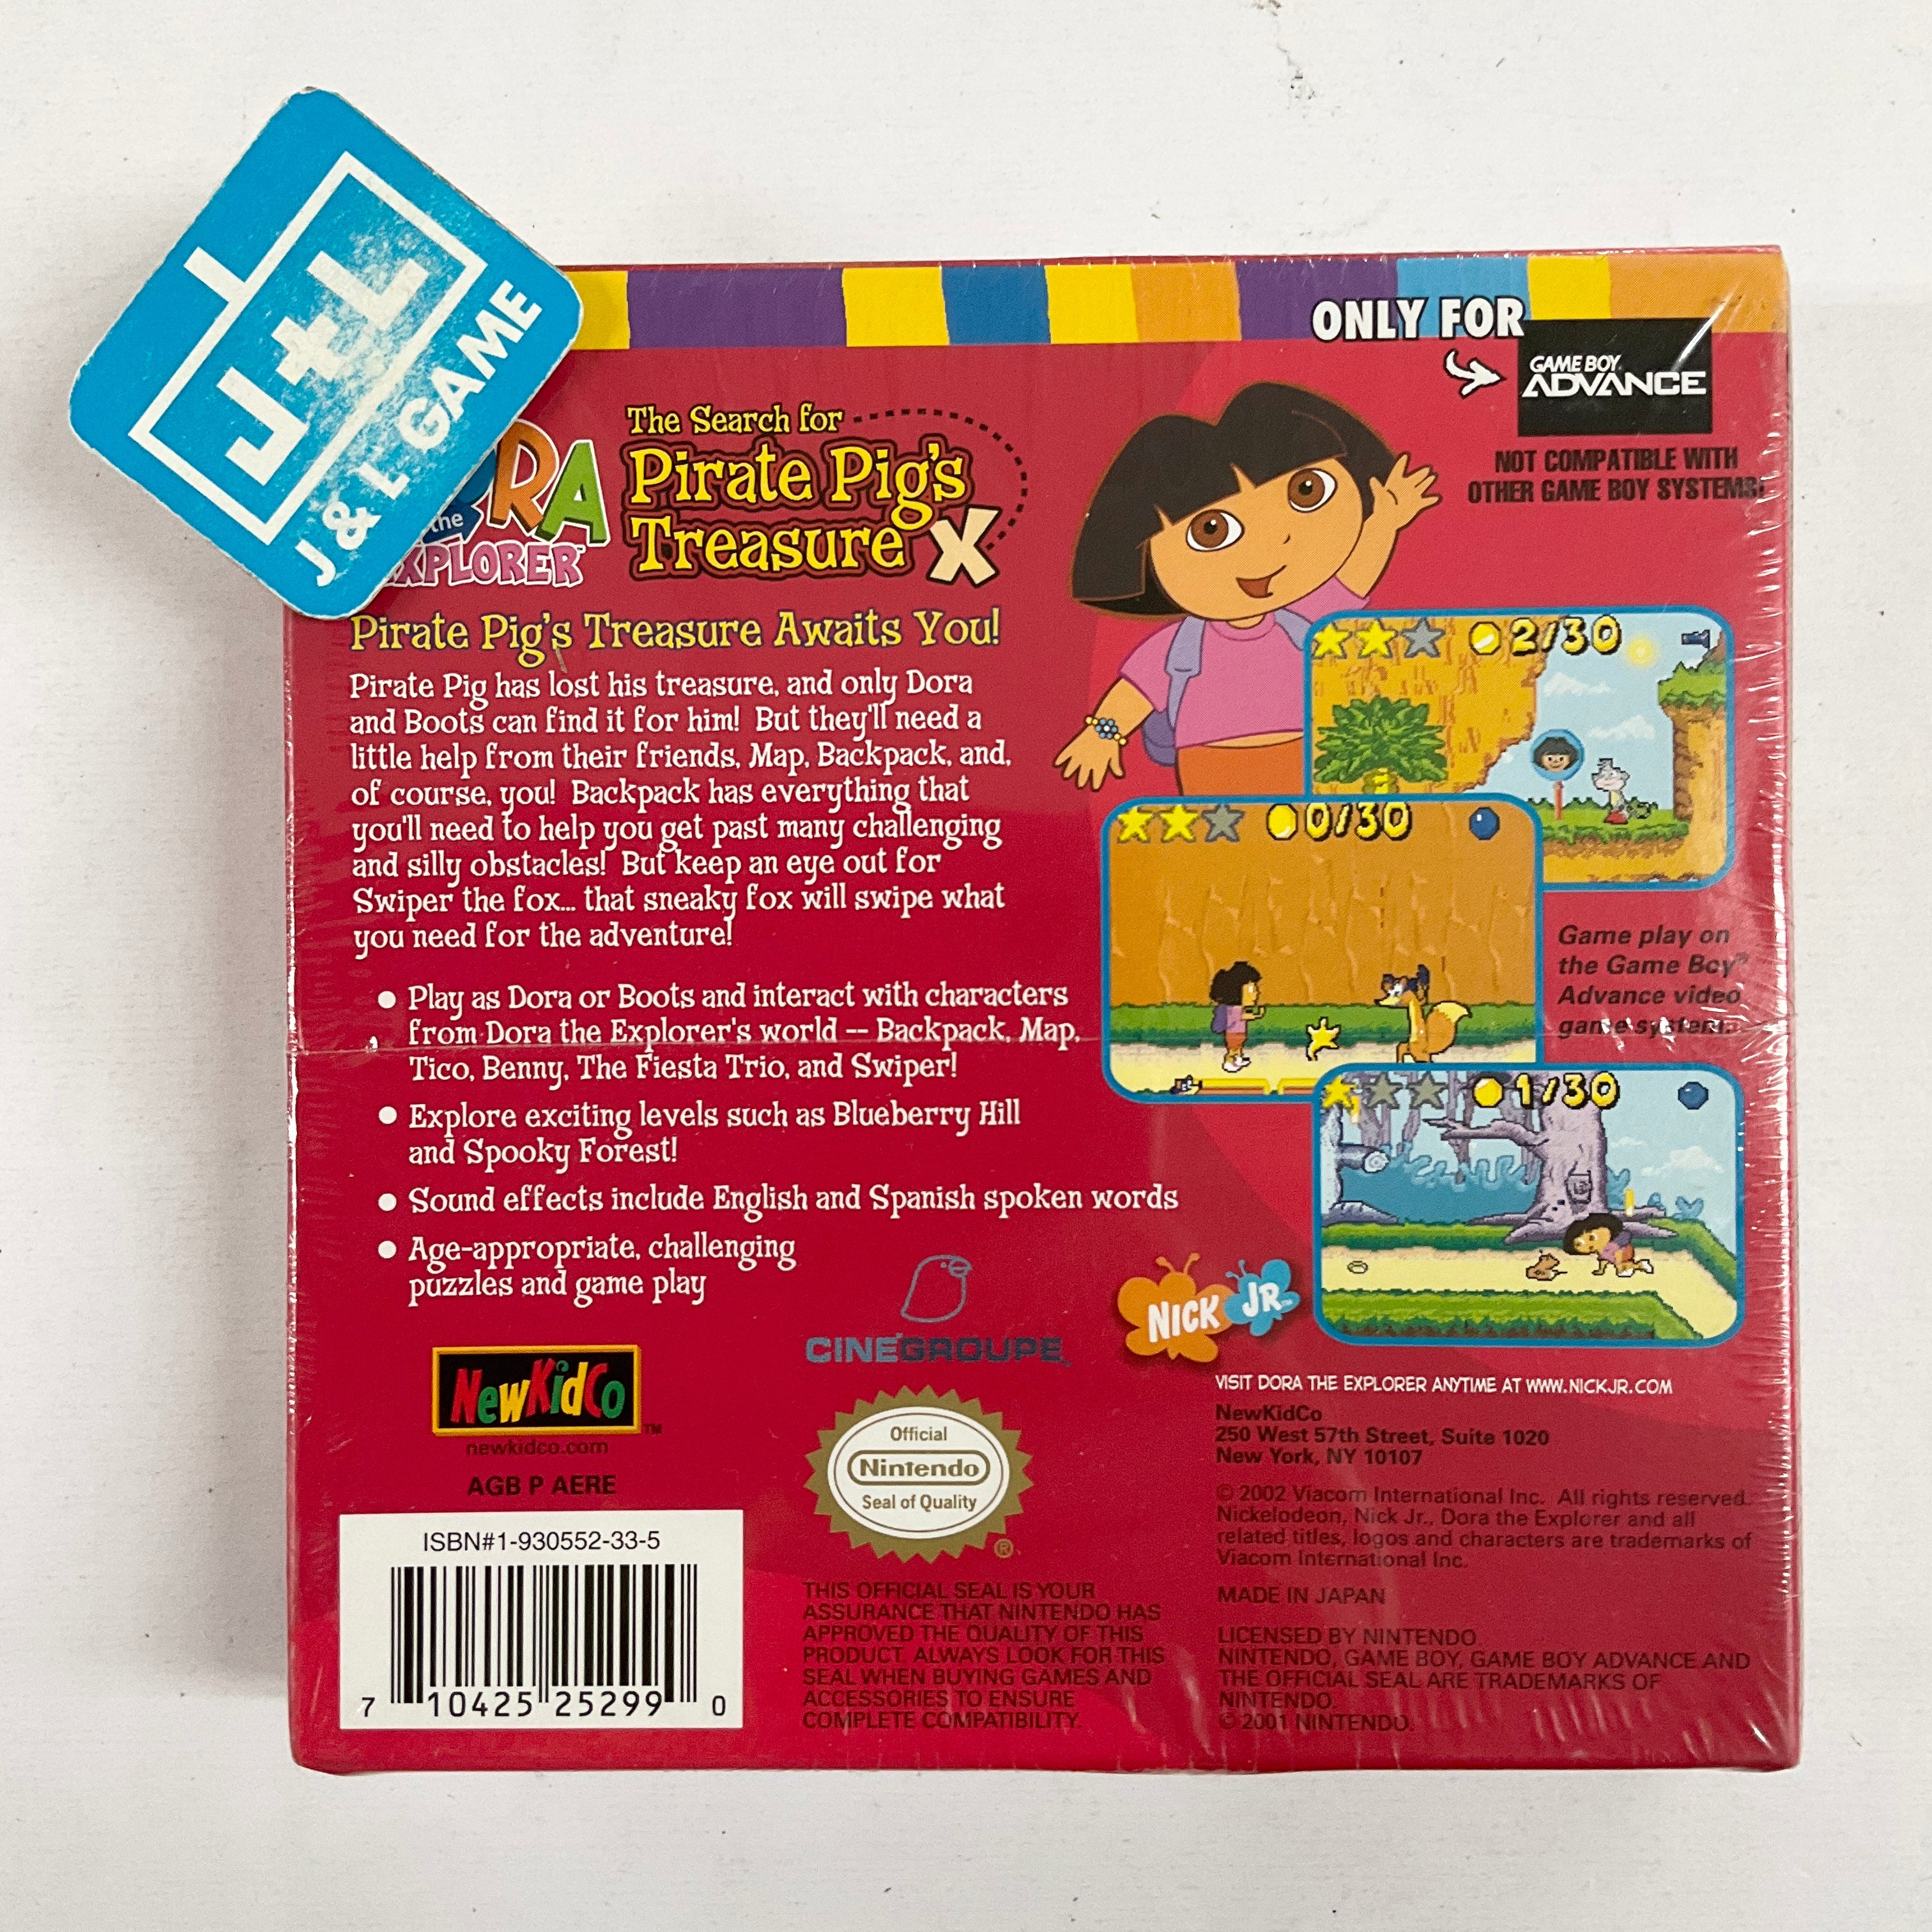 J+L
J & L GAME
ONLY FOR
GAME BOY
ADVANCE
NOT COMPATIBLE WITH
OTHER GAME BOY SYSTEMS!
the
EXPLORER™
The Search for
Pirate Pig's
Treasure X
Pirate Pig's Treasure Awaits You!
Pirate Pig has lost his treasure, and only Dora
and Boots can find it for him! But they'll need a
little help from their friends, Map, Backpack, and,
of course, you! Backpack has everything that
you'll need to help you get past many challenging
and silly obstacles! But keep an eye out for
Swiper the fox... that sneaky fox will swipe what
you need for the adventure!
● Play as Dora or Boots and interact with characters
from Dora the Explorer's world -- Backpack, Map,
Tico, Benny, The Fiesta Trio, and Swiper!
● Explore exciting levels such as Blueberry Hill
and Spooky Forest!
● Sound effects include English and Spanish spoken words
● Age-appropriate, challenging
puzzles and game play
2/30
0/30
1/30
Game play on
the Game Boy®
Advance video
game system.
NewKidCo™
newkidco.com
AGB P AERE
ISBN#1-930552-33-5
7 10425 25299 0
CINÉGROUPE
Official
Nintendo
Seal of Quality
®
THIS OFFICIAL SEAL IS YOUR
ASSURANCE THAT NINTENDO HAS
APPROVED THE QUALITY OF THIS
PRODUCT. ALWAYS LOOK FOR THIS
SEAL WHEN BUYING GAMES AND
ACCESSORIES TO ENSURE
COMPLETE COMPATIBILITY.
NICK JR.™
VISIT DORA THE EXPLORER ANYTIME AT WWW.NICKJR.COM
NewKidCo
250 West 57th Street, Suite 1020
New York, NY 10107
© 2002 Viacom International Inc. All rights reserved.
Nickelodeon, Nick Jr., Dora the Explorer and all
related titles, logos and characters are trademarks of
Viacom International Inc.
MADE IN JAPAN
LICENSED BY NINTENDO.
NINTENDO, GAME BOY, GAME BOY ADVANCE AND
THE OFFICIAL SEAL ARE TRADEMARKS OF
NINTENDO.
© 2001 NINTENDO.